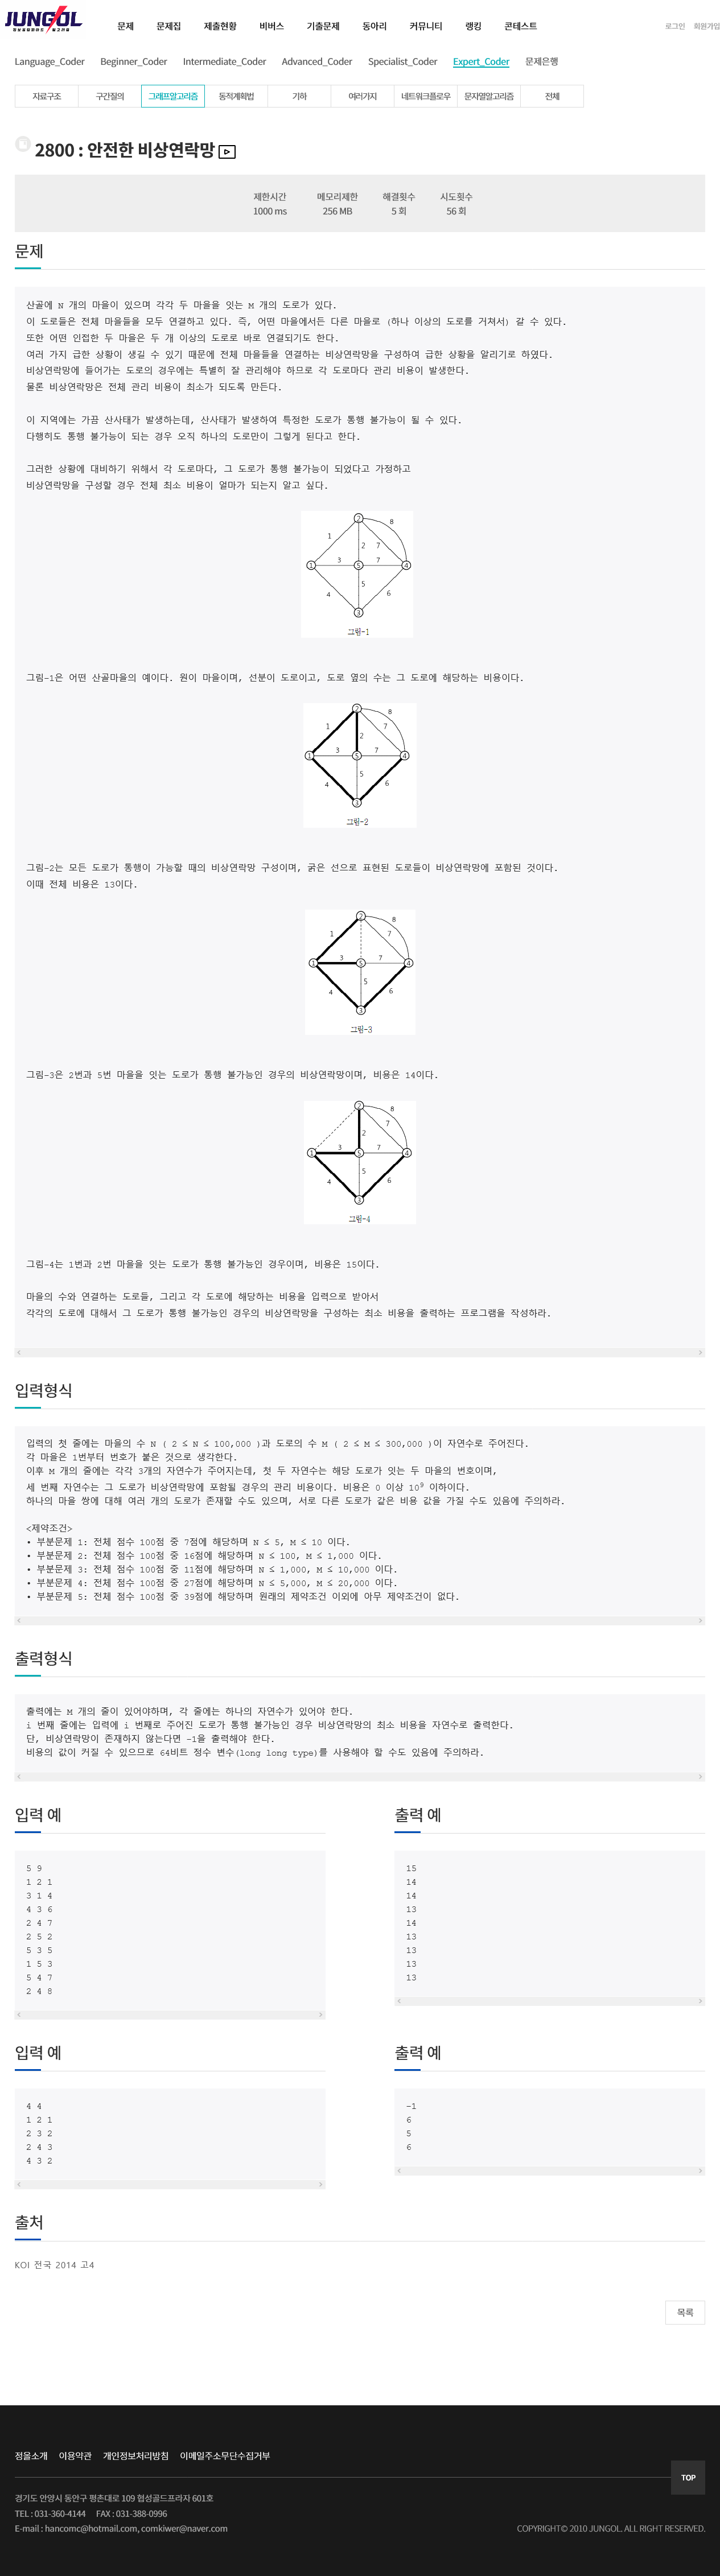 JUNGOL
문제 문제집 제출현황 비버스 기출문제 동아리 커뮤니티 랭킹 콘테스트 로그인 회원가입
Language_Coder Beginner_Coder Intermediate_Coder Advanced_Coder Specialist_Coder Expert_Coder 문제은행
자료구조 구간질의 그래프알고리즘 동적계획법 기하 여러가지 네트워크플로우 문자열알고리즘 전체
2800 : 안전한 비상연락망
제한시간 메모리제한 해결횟수 시도횟수
1000 ms 256 MB 5 회 56 회
문제
산골에 N 개의 마을이 있으며 각각 두 마을을 잇는 M 개의 도로가 있다.
이 도로들은 전체 마을들을 모두 연결하고 있다. 즉, 어떤 마을에서든 다른 마을로 (하나 이상의 도로를 거쳐서) 갈 수 있다.
또한 어떤 인접한 두 마을은 두 개 이상의 도로로 바로 연결되기도 한다.
여러 가지 급한 상황이 생길 수 있기 때문에 전체 마을들을 연결하는 비상연락망을 구성하여 급한 상황을 알리기로 하였다.
비상연락망에 들어가는 도로의 경우에는 특별히 잘 관리해야 하므로 각 도로마다 관리 비용이 발생한다.
물론 비상연락망은 전체 관리 비용이 최소가 되도록 만든다.
이 지역에는 가끔 산사태가 발생하는데, 산사태가 발생하여 특정한 도로가 통행 불가능이 될 수 있다.
다행히도 통행 불가능이 되는 경우 오직 하나의 도로만이 그렇게 된다고 한다.
그러한 상황에 대비하기 위해서 각 도로마다, 그 도로가 통행 불가능이 되었다고 가정하고
비상연락망을 구성할 경우 전체 최소 비용이 얼마가 되는지 알고 싶다.
2 8
1 2 7
1 3 5 7 4
5
4 6
3
그림-1
그림-1은 어떤 산골마을의 예이다. 원이 마을이며, 선분이 도로이고, 도로 옆의 수는 그 도로에 해당하는 비용이다.
2 8
1 2 7
1 3 5 7 4
5
4 6
3
그림-2
그림-2는 모든 도로가 통행이 가능할 때의 비상연락망 구성이며, 굵은 선으로 표현된 도로들이 비상연락망에 포함된 것이다.
이때 전체 비용은 13이다.
2 8
1 7
1 3 5 7 4
5
4 6
3
그림-3
그림-3은 2번과 5번 마을을 잇는 도로가 통행 불가능인 경우의 비상연락망이며, 비용은 14이다.
2 8
7
2
1 3 5 7 4
5
4 6
3
그림-4
그림-4는 1번과 2번 마을을 잇는 도로가 통행 불가능인 경우이며, 비용은 15이다.
마을의 수와 연결하는 도로들, 그리고 각 도로에 해당하는 비용을 입력으로 받아서
각각의 도로에 대해서 그 도로가 통행 불가능인 경우의 비상연락망을 구성하는 최소 비용을 출력하는 프로그램을 작성하라.
입력형식
입력의 첫 줄에는 마을의 수 N ( 2 ≤ N ≤ 100,000 )과 도로의 수 M ( 2 ≤ M ≤ 300,000 )이 자연수로 주어진다.
각 마을은 1번부터 번호가 붙은 것으로 생각한다.
이후 M 개의 줄에는 각각 3개의 자연수가 주어지는데, 첫 두 자연수는 해당 도로가 잇는 두 마을의 번호이며,
세 번째 자연수는 그 도로가 비상연락망에 포함될 경우의 관리 비용이다. 비용은 0 이상 10⁹ 이하이다.
하나의 마을 쌍에 대해 여러 개의 도로가 존재할 수도 있으며, 서로 다른 도로가 같은 비용 값을 가질 수도 있음에 주의하라.
<제약조건>
• 부분문제 1: 전체 점수 100점 중 7점에 해당하며 N ≤ 5, M ≤ 10 이다.
• 부분문제 2: 전체 점수 100점 중 16점에 해당하며 N ≤ 100, M ≤ 1,000 이다.
• 부분문제 3: 전체 점수 100점 중 11점에 해당하며 N ≤ 1,000, M ≤ 10,000 이다.
• 부분문제 4: 전체 점수 100점 중 27점에 해당하며 N ≤ 5,000, M ≤ 20,000 이다.
• 부분문제 5: 전체 점수 100점 중 39점에 해당하며 원래의 제약조건 이외에 아무 제약조건이 없다.
출력형식
출력에는 M 개의 줄이 있어야하며, 각 줄에는 하나의 자연수가 있어야 한다.
i 번째 줄에는 입력에 i 번째로 주어진 도로가 통행 불가능인 경우 비상연락망의 최소 비용을 자연수로 출력한다.
단, 비상연락망이 존재하지 않는다면 -1을 출력해야 한다.
비용의 값이 커질 수 있으므로 64비트 정수 변수(long long type)를 사용해야 할 수도 있음에 주의하라.
입력 예
5 9
1 2 1
3 1 4
4 3 6
2 4 7
2 5 2
5 3 5
1 5 3
5 4 7
2 4 8
출력 예
15
14
14
13
14
13
13
13
13
입력 예
4 4
1 2 1
2 3 2
2 4 3
4 3 2
출력 예
-1
6
5
6
출처
KOI 전국 2014 고4
목록
정올소개 이용약관 개인정보처리방침 이메일주소무단수집거부
TOP
경기도 안양시 동안구 평촌대로 109 협성골드프라자 601호
TEL : 031-360-4144 FAX : 031-388-0996
E-mail : hancomc@hotmail.com, comkiwer@naver.com
COPYRIGHT© 2010 JUNGOL. ALL RIGHT RESERVED.